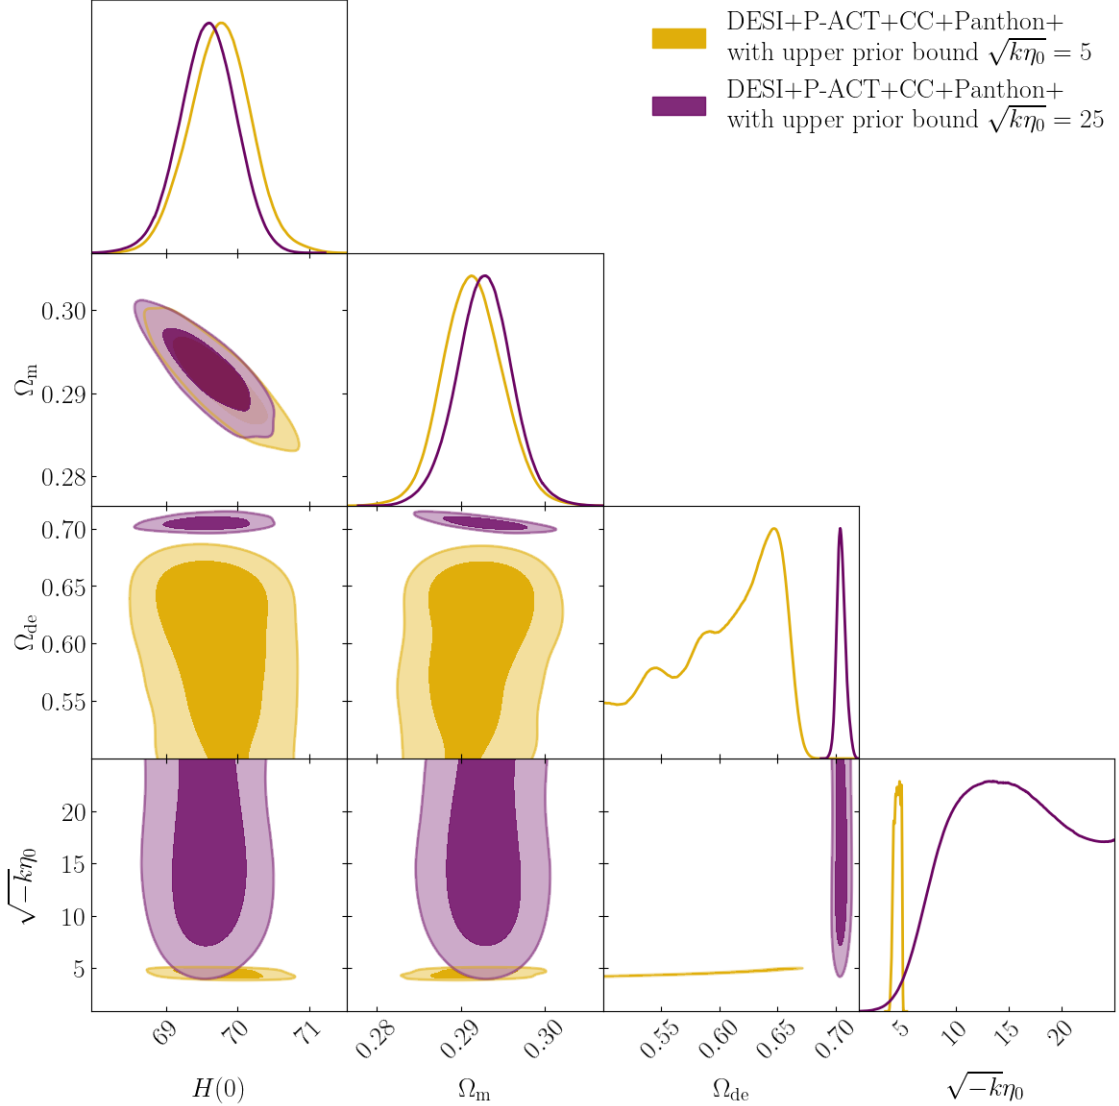 DESI+P-ACT+CC+Panthon+
with upper prior bound √kη₀ = 5
DESI+P-ACT+CC+Panthon+
with upper prior bound √kη₀ = 25
Ωm
0.30
0.29
0.28
Ωde
0.70
0.65
0.60
0.55
√−kη₀
20
15
10
5
69
70
71
0.28
0.29
0.30
0.55
0.60
0.65
0.70
5
10
15
20
H(0)
Ωm
Ωde
√−kη₀